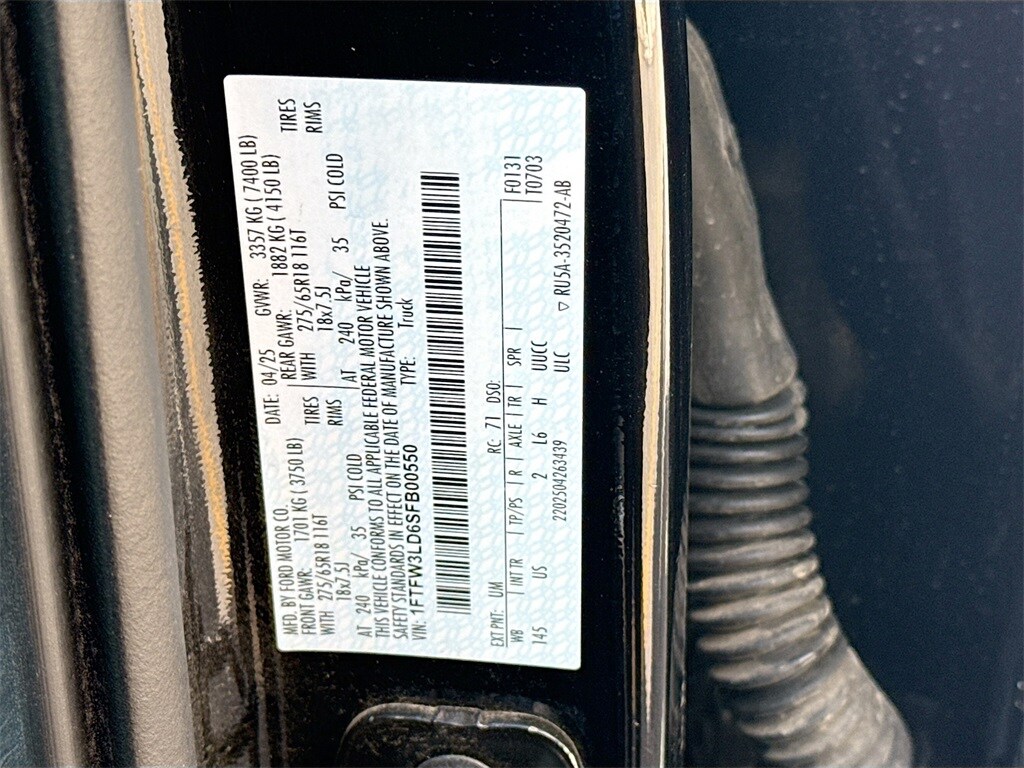 MFD. BY FORD MOTOR CO. DATE: 04/25 GVWR: 3357 KG ( 7400 LB)
FRONT GAWR: 1701 KG ( 3750 LB) REAR GAWR: 1882 KG ( 4150 LB)
WITH 275/65R18 116T TIRES WITH 275/65R18 116T TIRES
18x7.5J RIMS 18x7.5J RIMS
AT 240 kPa/ 35 PSI COLD AT 240 kPa/ 35 PSI COLD
THIS VEHICLE CONFORMS TO ALL APPLICABLE FEDERAL MOTOR VEHICLE
SAFETY STANDARDS IN EFFECT ON THE DATE OF MANUFACTURE SHOWN ABOVE.
VIN: 1FTFW3LD6SFB00550 TYPE: Truck
EXT PNT: UM RC: 71 DSO: F0131
WB INT TR TP/PS R AXLE TR SPR T0703
145 US 2 L6 H UUCC
2202504263439 ULC ▽ RU5A-3520472-AB